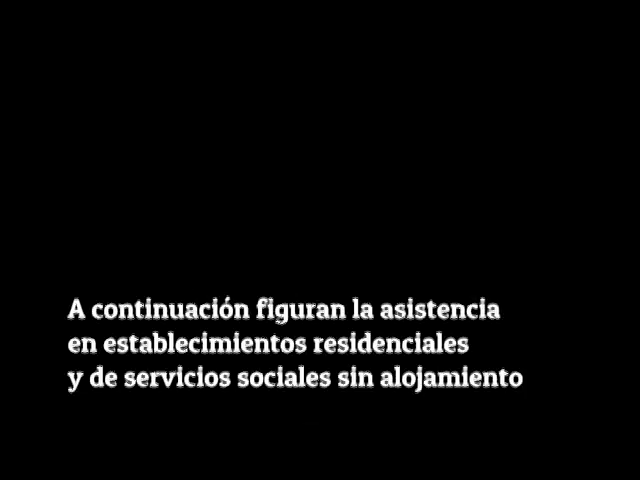 A continuación figuran la asistencia
en establecimientos residenciales
y de servicios sociales sin alojamiento